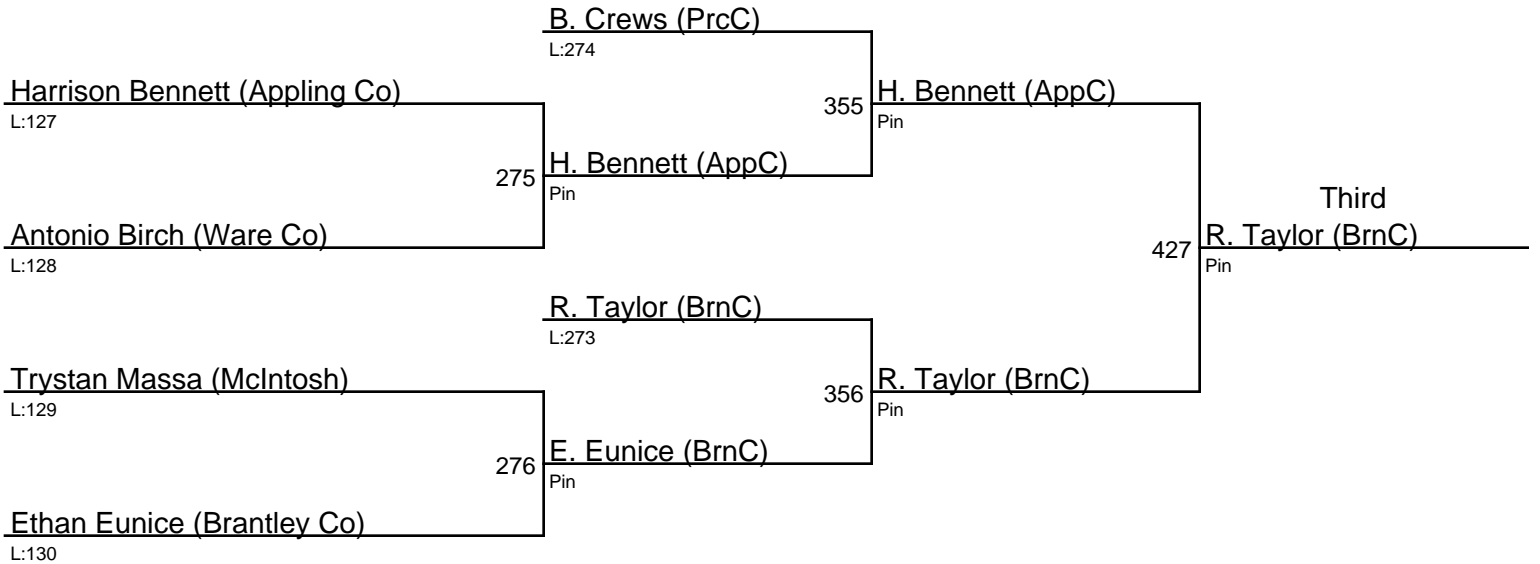 B. Crews (PrcC)
L:274
Harrison Bennett (Appling Co)
L:127
355
H. Bennett (AppC)
Pin
275
H. Bennett (AppC)
Pin
Third
Antonio Birch (Ware Co)
L:128
427
R. Taylor (BrnC)
Pin
R. Taylor (BrnC)
L:273
Trystan Massa (McIntosh)
L:129
356
R. Taylor (BrnC)
Pin
276
E. Eunice (BrnC)
Pin
Ethan Eunice (Brantley Co)
L:130